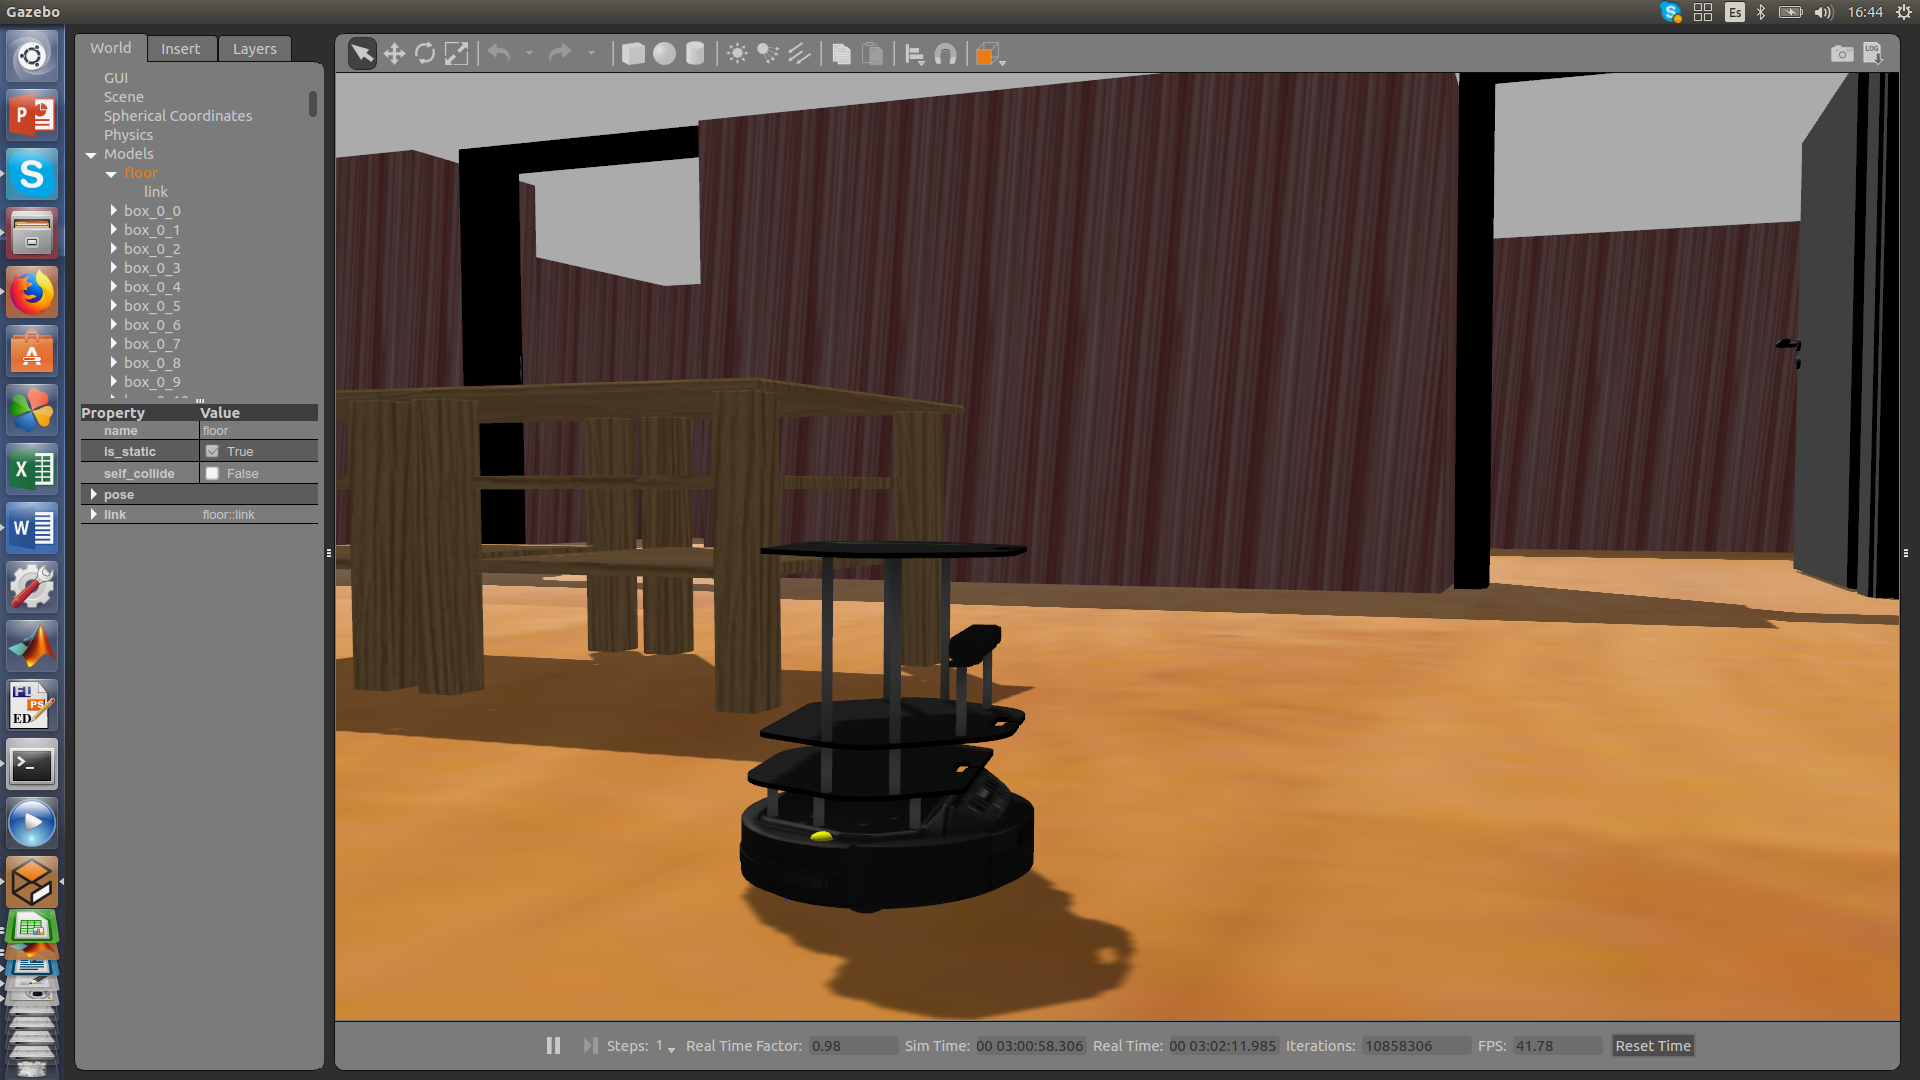 Gazebo
Es
16:44
World
Insert
Layers
LOG
GUI
Scene
Spherical Coordinates
Physics
Models
floor
link
box_0_0
box_0_1
box_0_2
box_0_3
box_0_4
box_0_5
box_0_6
box_0_7
box_0_8
box_0_9
Property Value
name floor
is_static True
self_collide False
pose
link floor::link
Steps: 1 Real Time Factor: 0.98 Sim Time: 00 03:00:58.306 Real Time: 00 03:02:11.985 Iterations: 10858306 FPS: 41.78 Reset Time